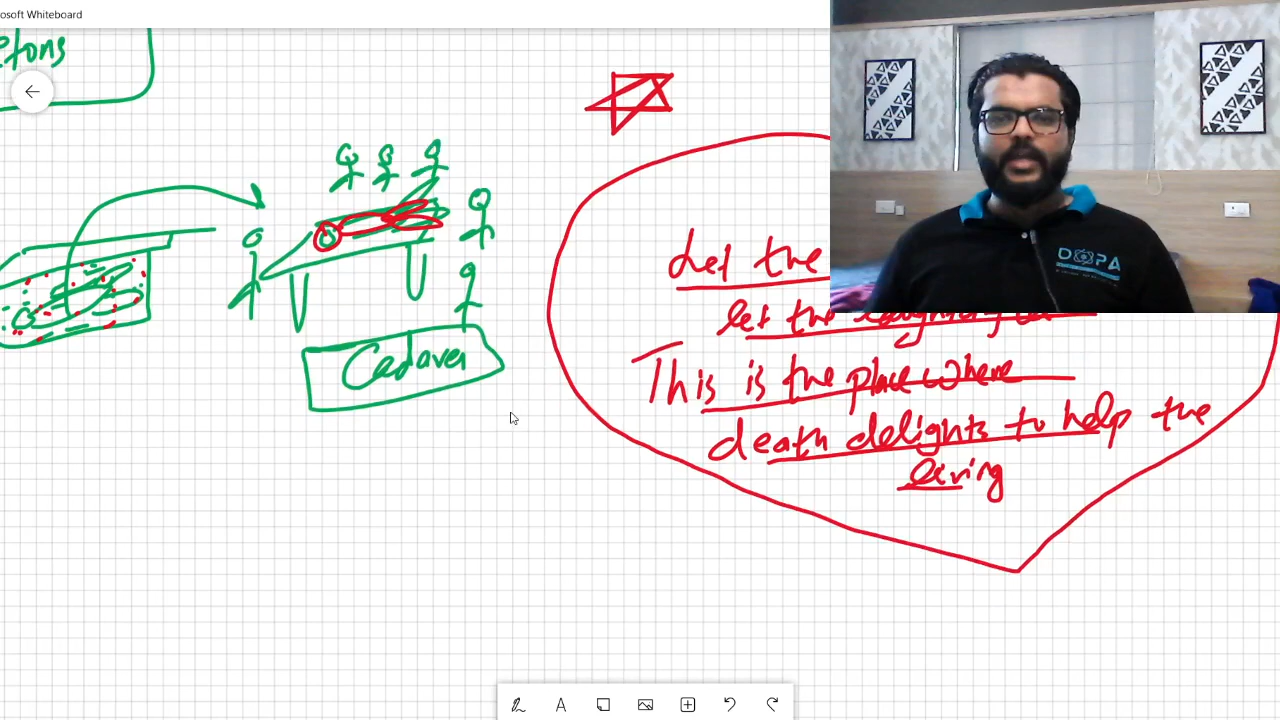 osoft Whiteboard
etons
DOPA
Let the
let the
This is the place where
death delights to help the
living
Cadaver